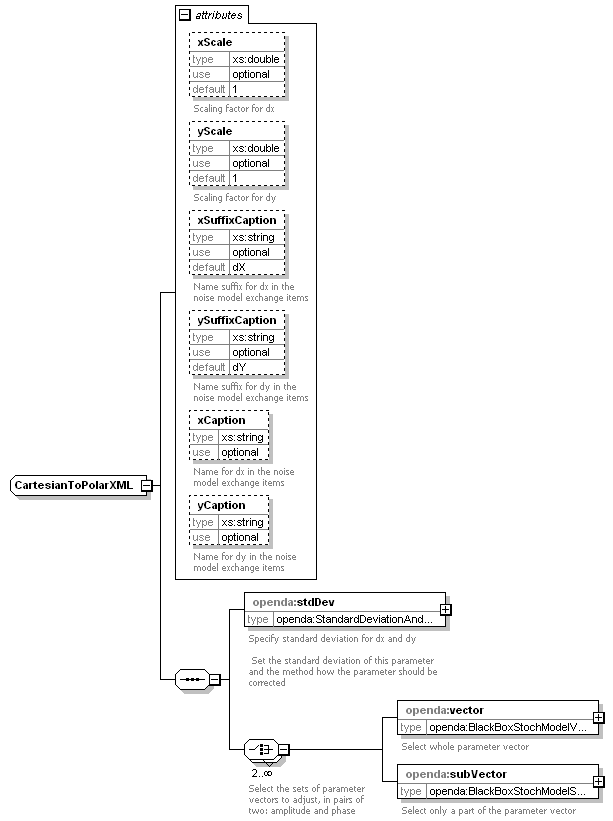 attributes
xScale
type xs:double
use optional
default 1
Scaling factor for dx
yScale
type xs:double
use optional
default 1
Scaling factor for dy
xSuffixCaption
type xs:string
use optional
default dX
Name suffix for dx in the
noise model exchange items
ySuffixCaption
type xs:string
use optional
default dY
Name suffix for dy in the
noise model exchange items
xCaption
type xs:string
use optional
Name for dx in the noise
model exchange items
yCaption
type xs:string
use optional
Name for dy in the noise
model exchange items
CartesianToPolarXML
openda:stdDev
type openda:StandardDeviationAnd...
Specify standard deviation for dx and dy
Set the standard deviation of this parameter
and the method how the parameter should be
corrected
2..∞
Select the sets of parameter
vectors to adjust, in pairs of
two: amplitude and phase
openda:vector
type openda:BlackBoxStochModelV...
Select whole parameter vector
openda:subVector
type openda:BlackBoxStochModelS...
Select only a part of the parameter vector